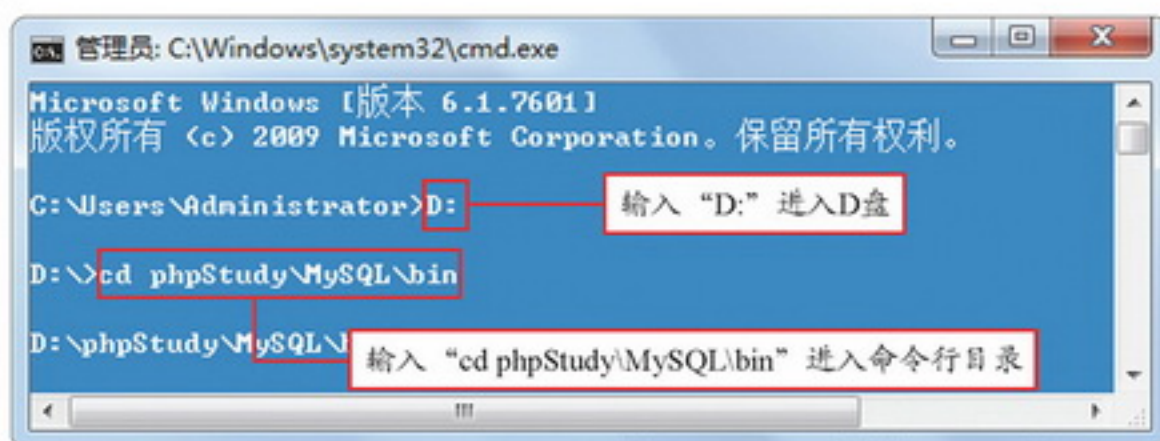 管理员: C:\Windows\system32\cmd.exe
Microsoft Windows [版本 6.1.7601]
版权所有 (c) 2009 Microsoft Corporation。保留所有权利。
C:\Users\Administrator>D:
输入“D:”进入D盘
D:\>cd phpStudy\MySQL\bin
D:\phpStudy\MySQL\
输入“cd phpStudy\MySQL\bin”进入命令行目录